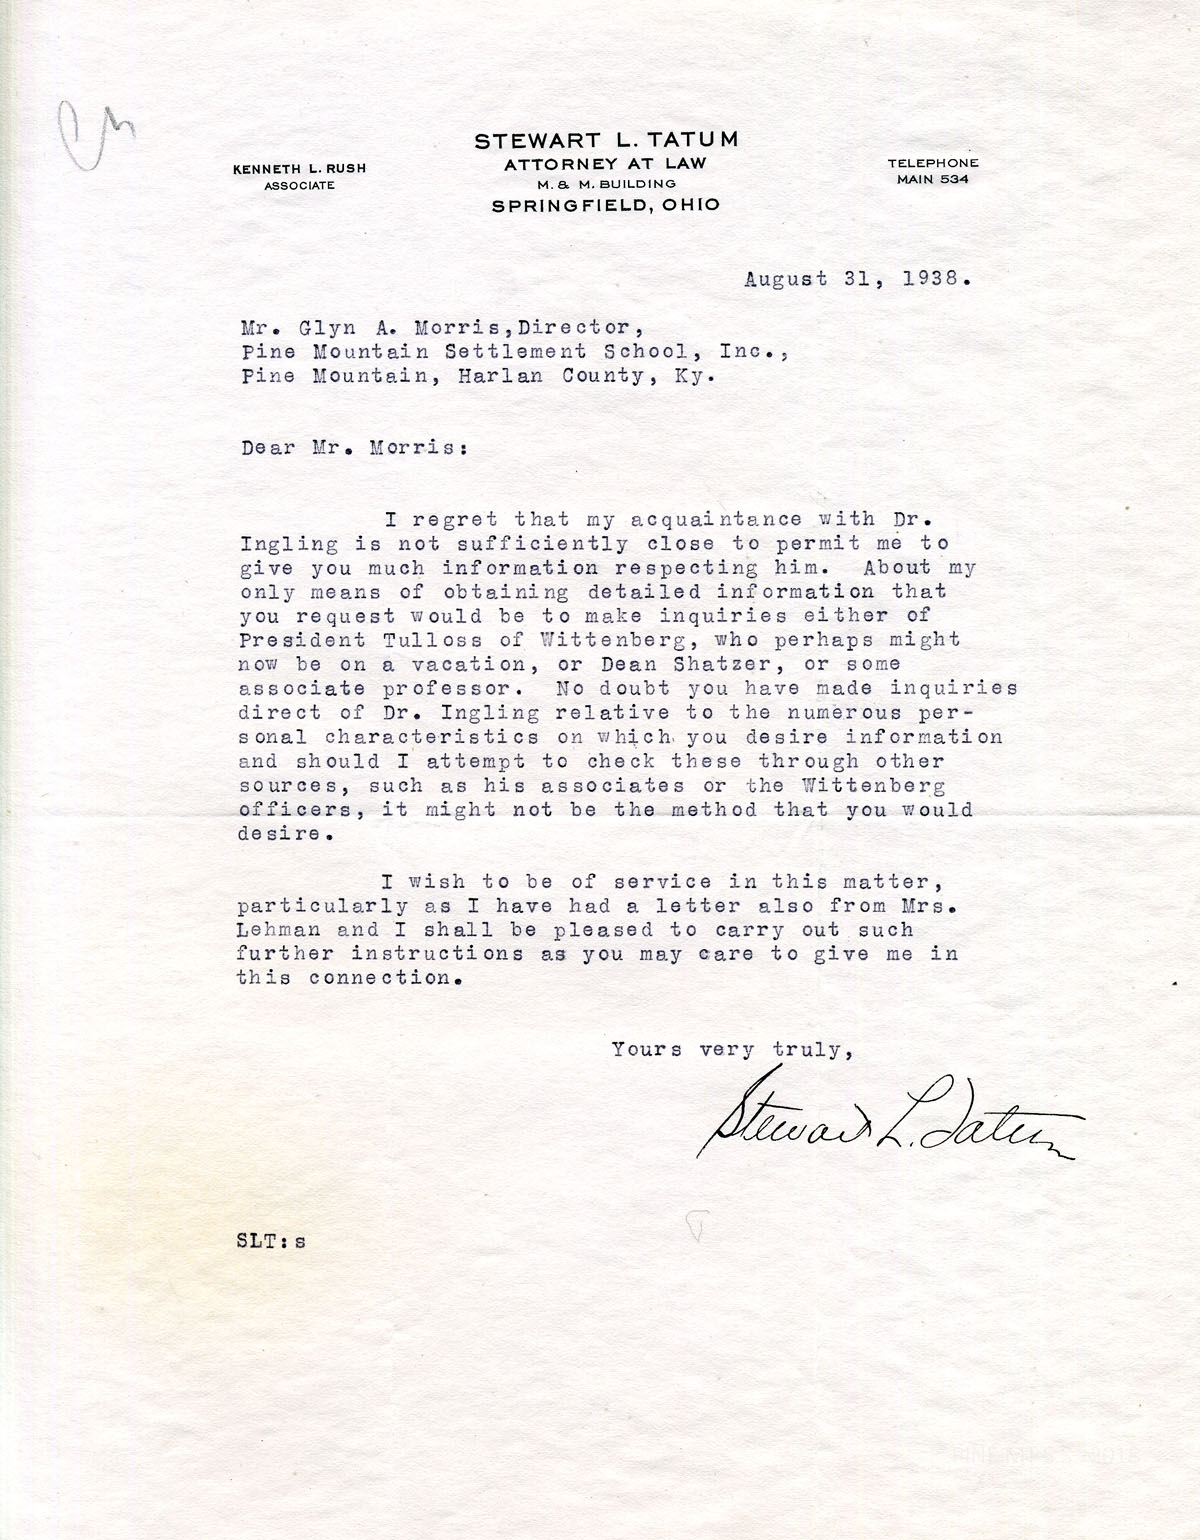 STEWART L. TATUM
ATTORNEY AT LAW
M. & M. BUILDING
SPRINGFIELD, OHIO
KENNETH L. RUSH
ASSOCIATE
TELEPHONE
MAIN 534
August 31, 1938.
Mr. Glyn A. Morris,Director,
Pine Mountain Settlement School, Inc.,
Pine Mountain, Harlan County, Ky.
Dear Mr. Morris:
I regret that my acquaintance with Dr.
Ingling is not sufficiently close to permit me to
give you much information respecting him. About my
only means of obtaining detailed information that
you request would be to make inquiries either of
President Tulloss of Wittenberg, who perhaps might
now be on a vacation, or Dean Shatzer, or some
associate professor. No doubt you have made inquiries
direct of Dr. Ingling relative to the numerous per-
sonal characteristics on which you desire information
and should I attempt to check these through other
sources, such as his associates or the Wittenberg
officers, it might not be the method that you would
desire.
I wish to be of service in this matter,
particularly as I have had a letter also from Mrs.
Lehman and I shall be pleased to carry out such
further instructions as you may care to give me in
this connection.
Yours very truly,
Stewart L. Tatum
SLT:s